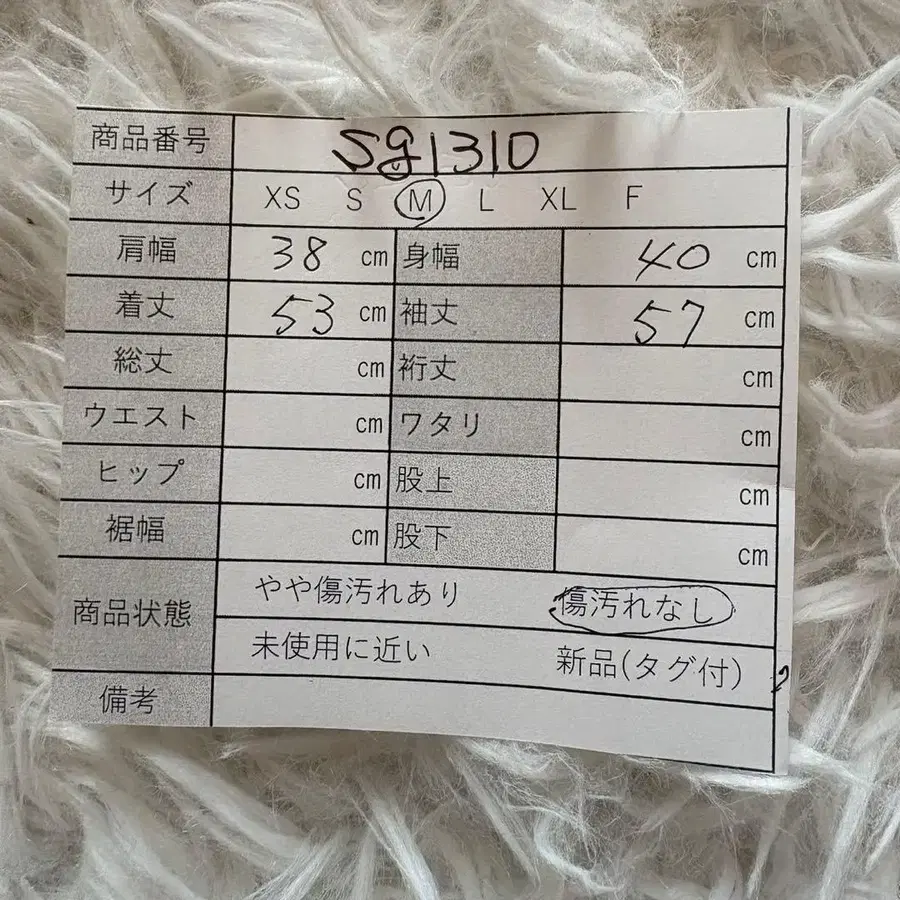 商品番号 Sg1310
サイズ XS S M L XL F
肩幅 38 cm 身幅 40 cm
着丈 53 cm 袖丈 57 cm
総丈 cm 裄丈 cm
ウエスト cm ワタリ cm
ヒップ cm 股上 cm
裾幅 cm 股下 cm
商品状態 やや傷汚れあり 傷汚れなし
未使用に近い 新品(タグ付)
備考